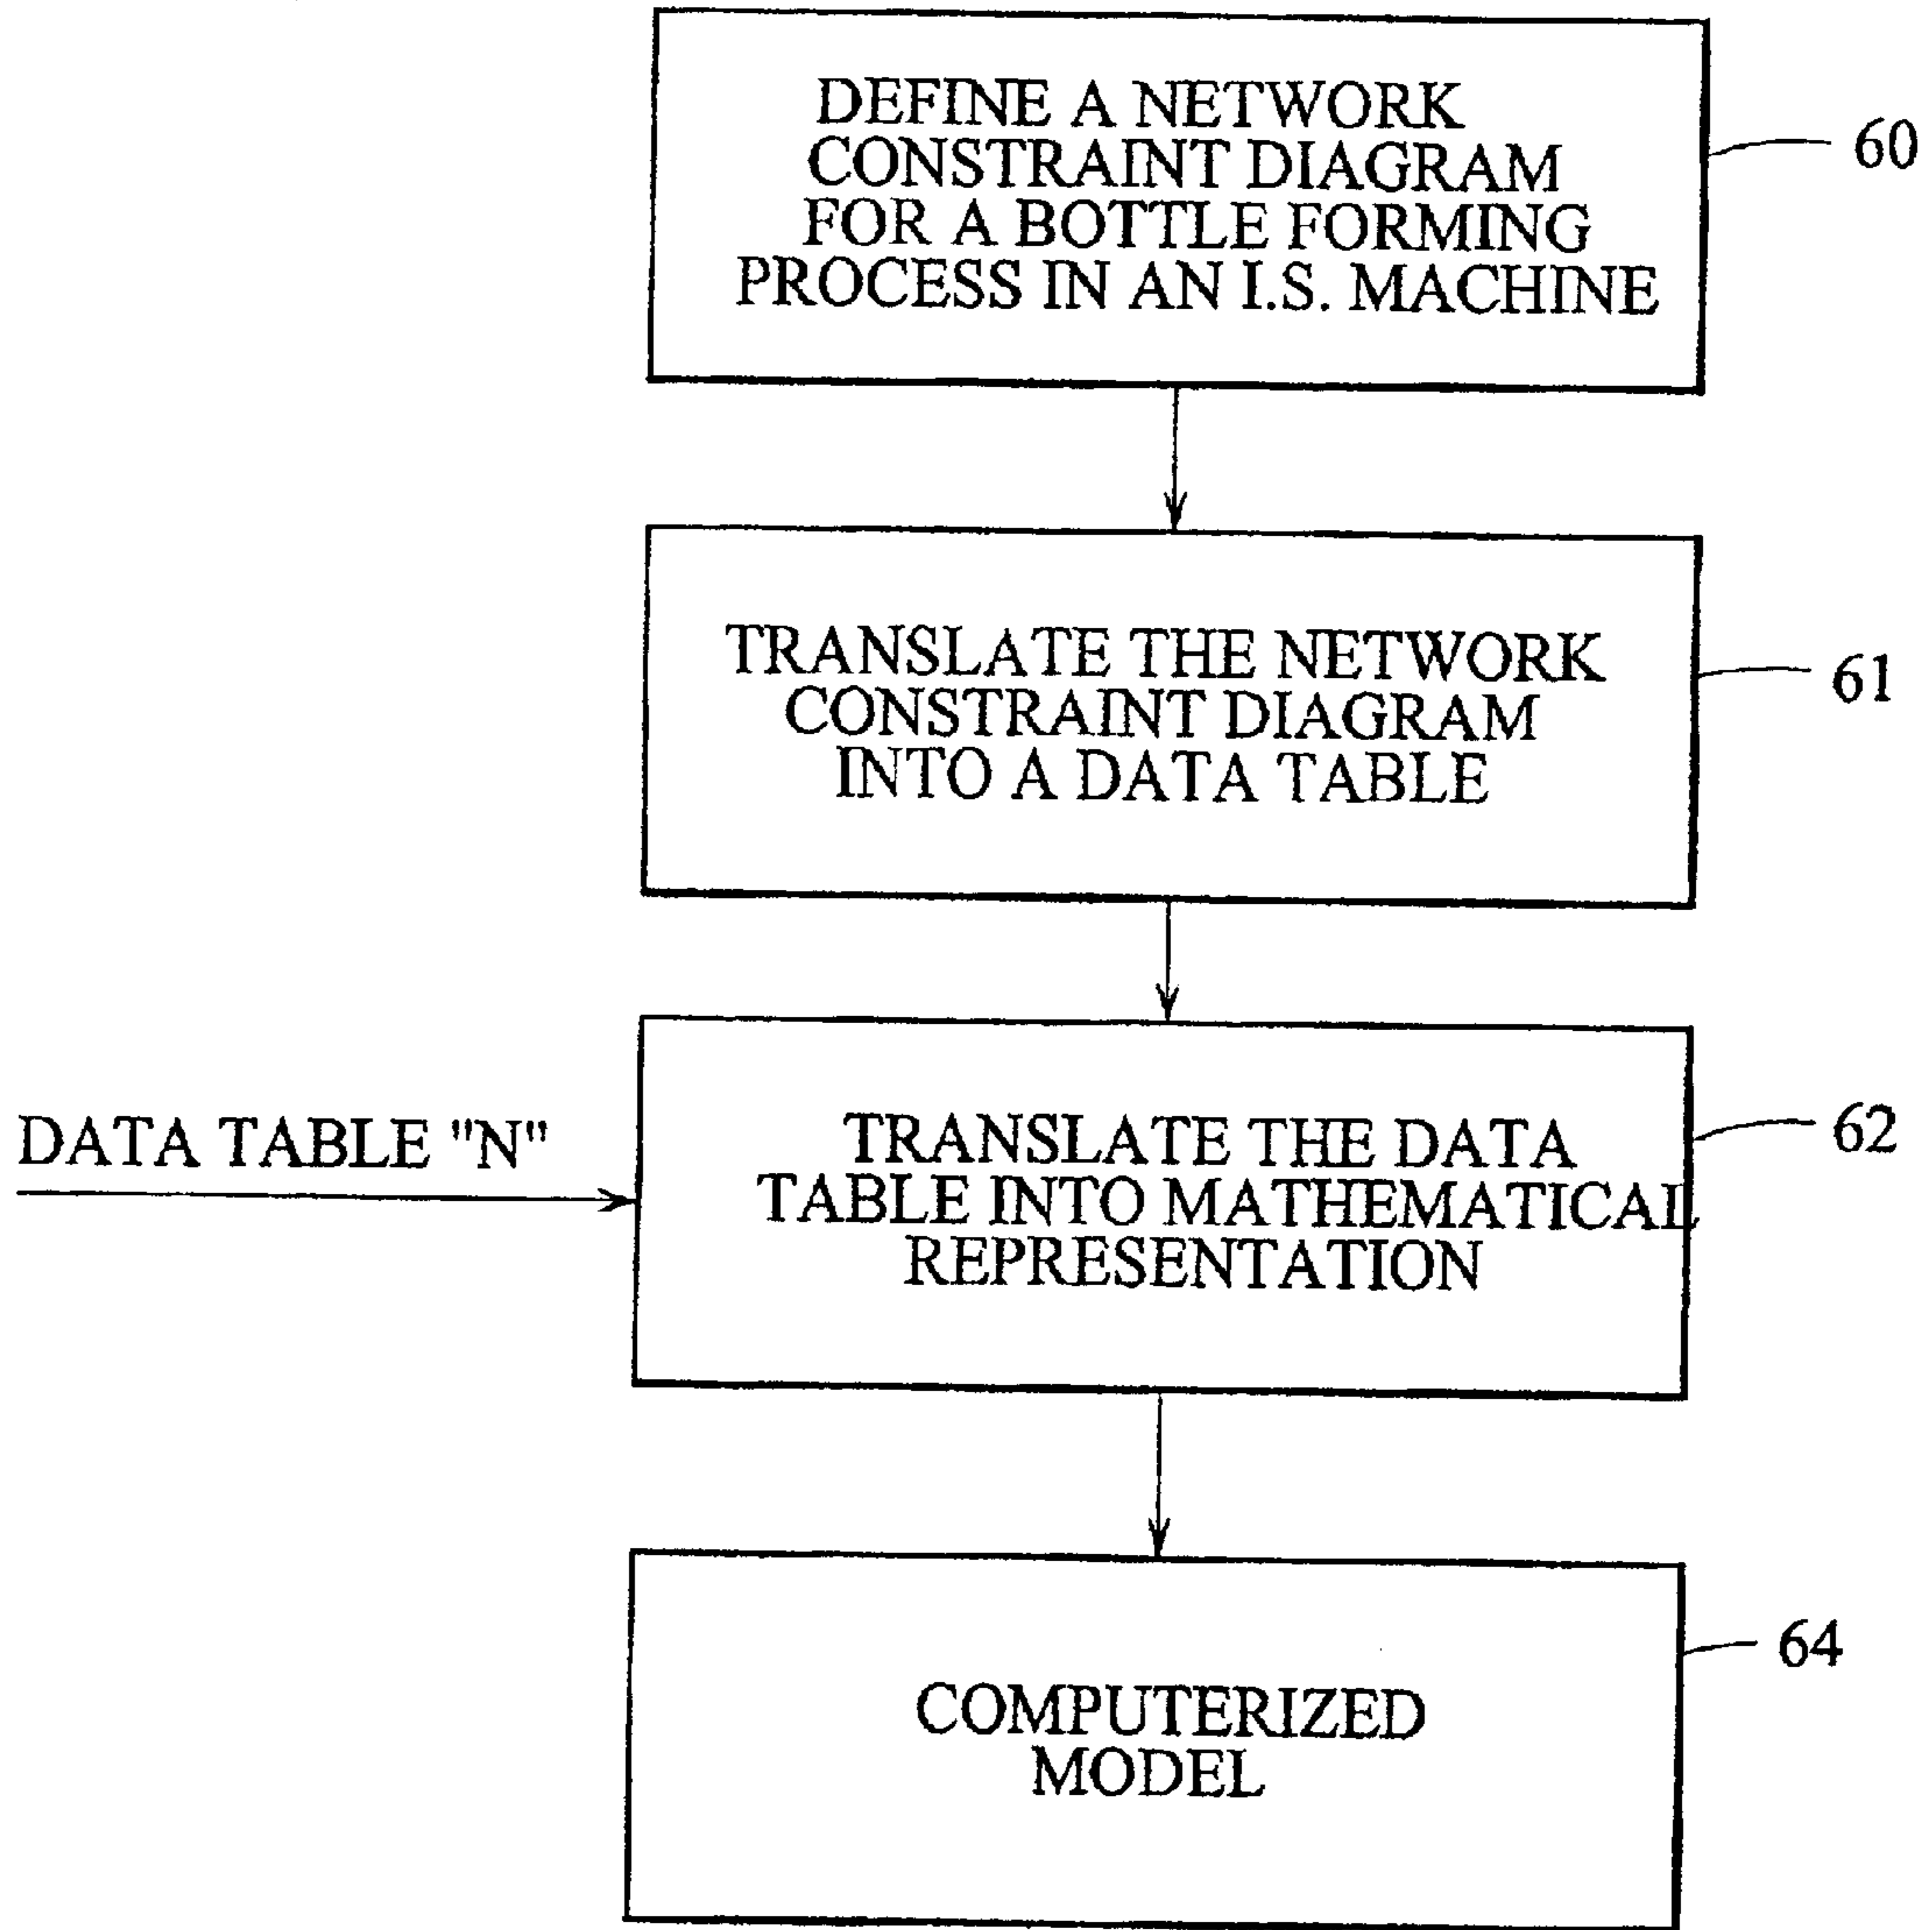 DEFINE A NETWORK
CONSTRAINT DIAGRAM
FOR A BOTTLE FORMING
PROCESS IN AN I.S. MACHINE
60
TRANSLATE THE NETWORK
CONSTRAINT DIAGRAM
INTO A DATA TABLE
61
DATA TABLE "N"
TRANSLATE THE DATA
TABLE INTO MATHEMATICAL
REPRESENTATION
62
COMPUTERIZED
MODEL
64